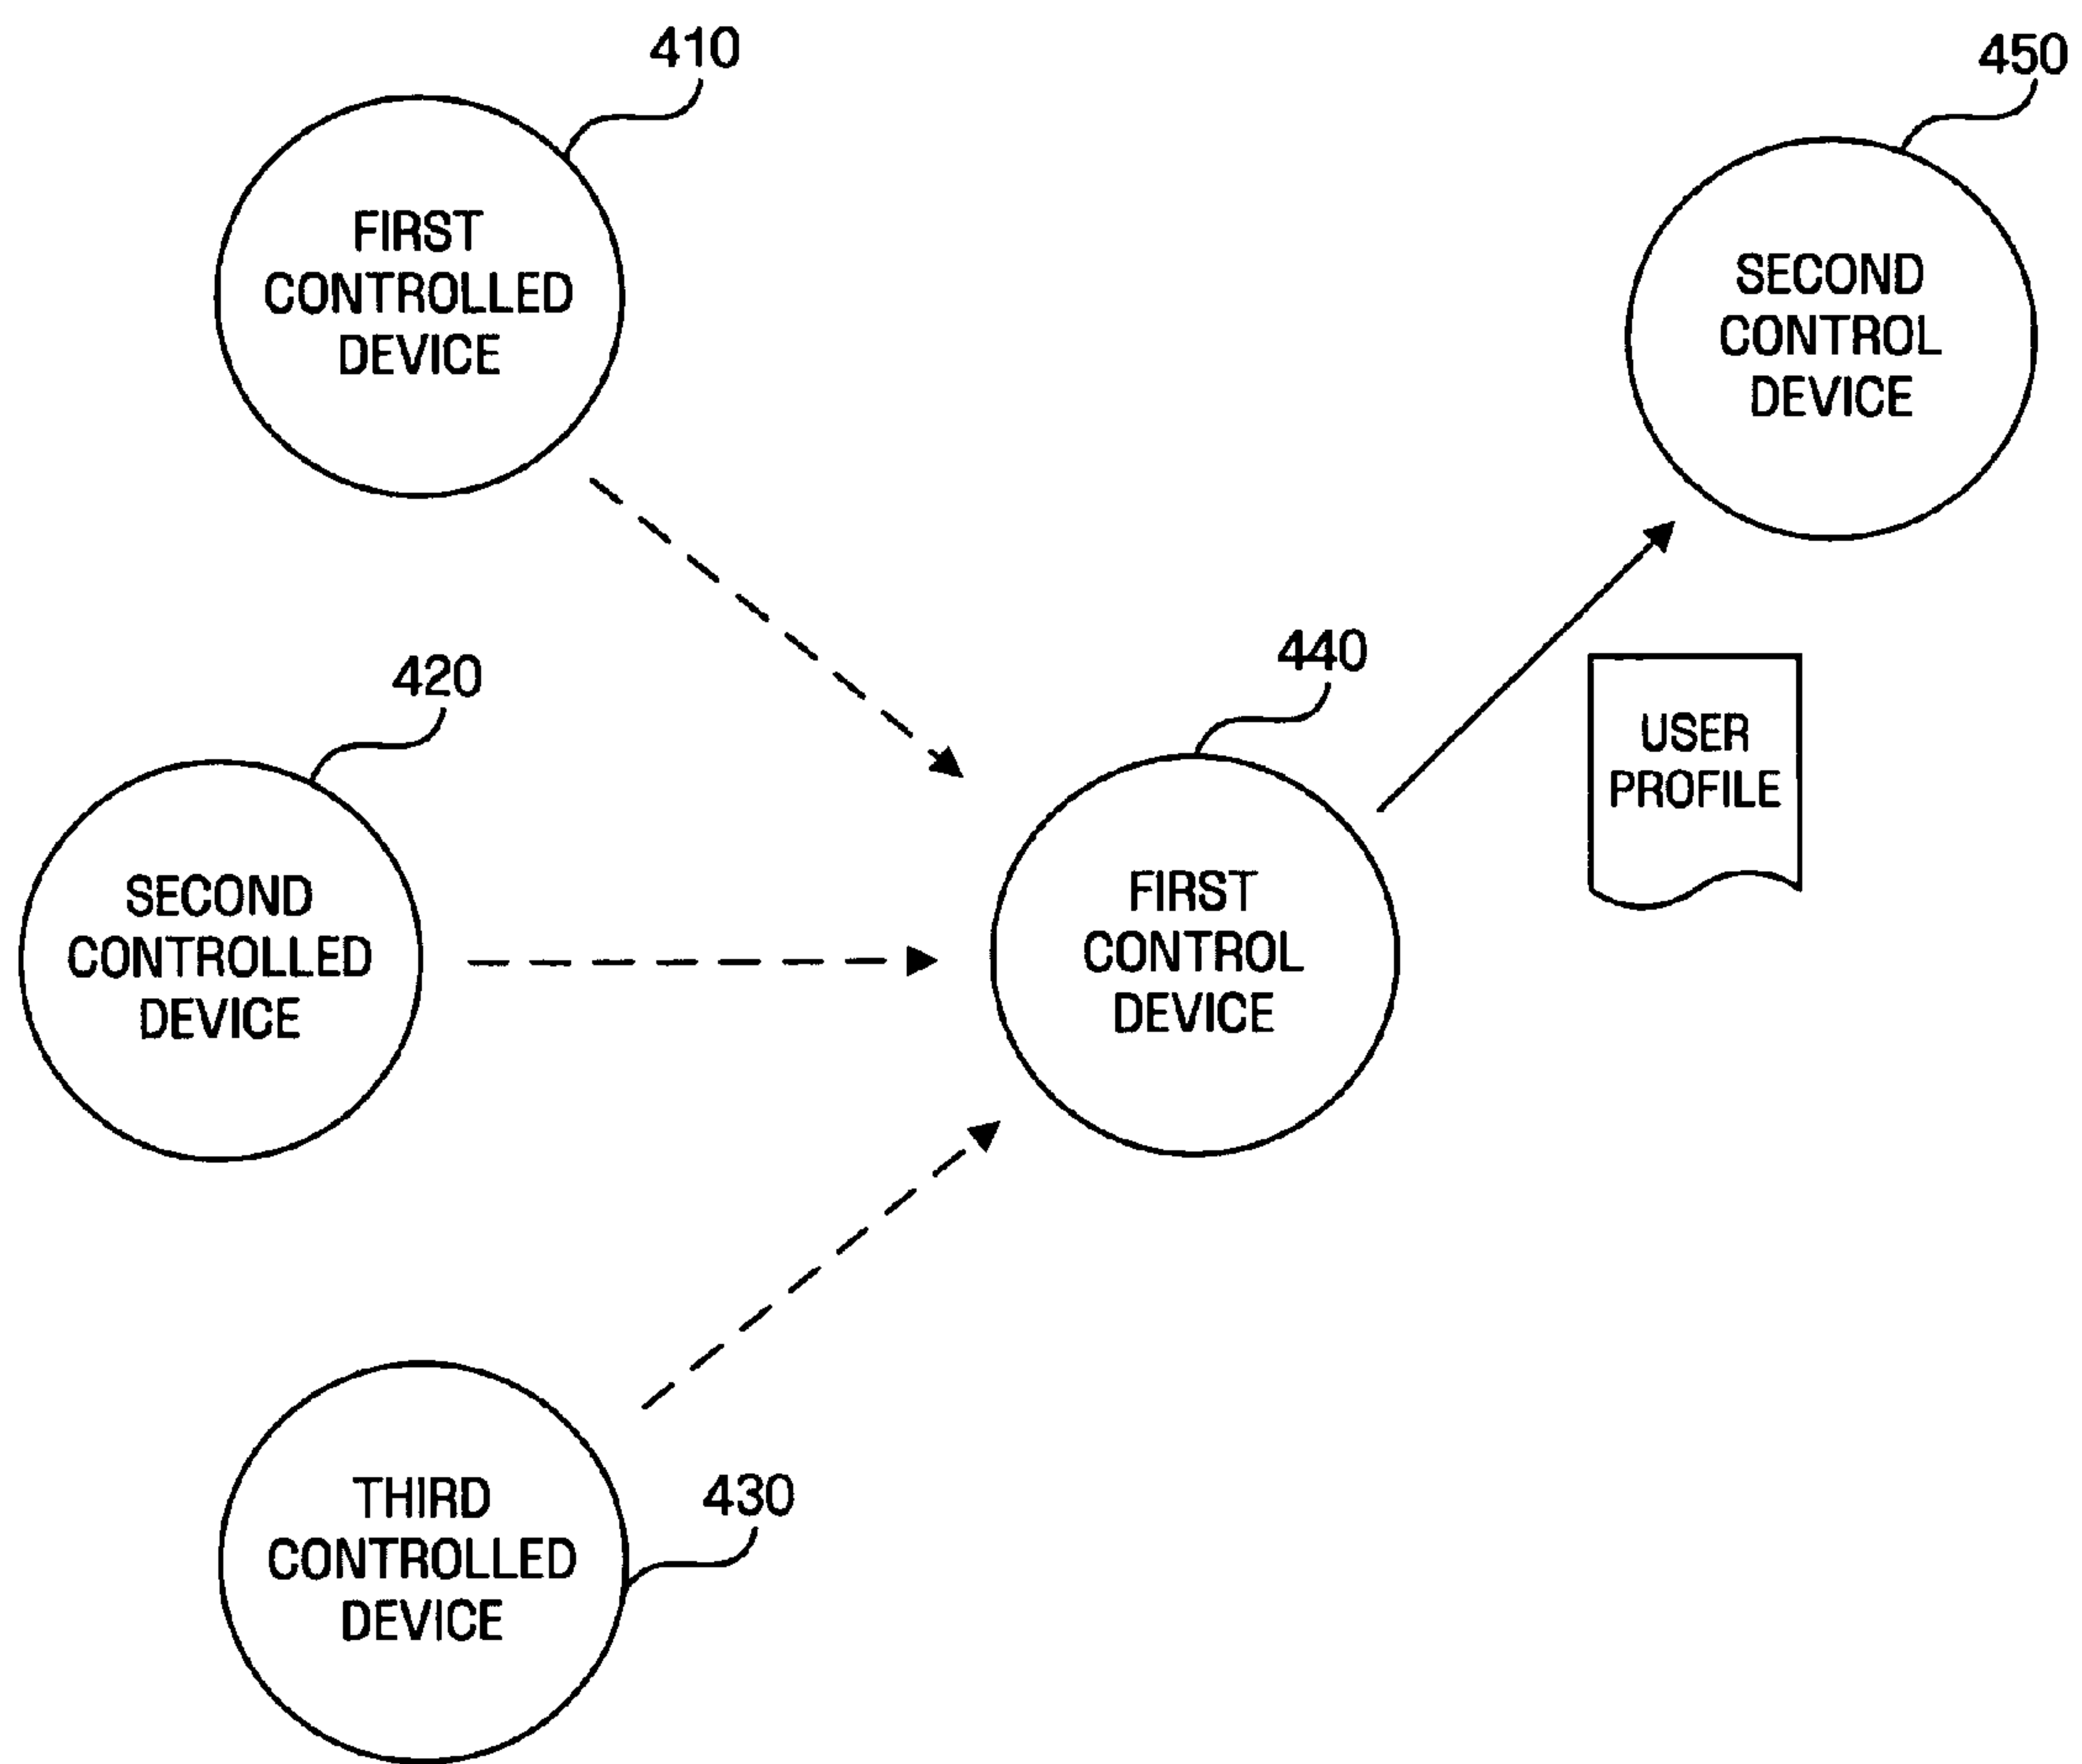 410
FIRST
CONTROLLED
DEVICE
450
SECOND
CONTROL
DEVICE
420
SECOND
CONTROLLED
DEVICE
440
FIRST
CONTROL
DEVICE
USER
PROFILE
430
THIRD
CONTROLLED
DEVICE